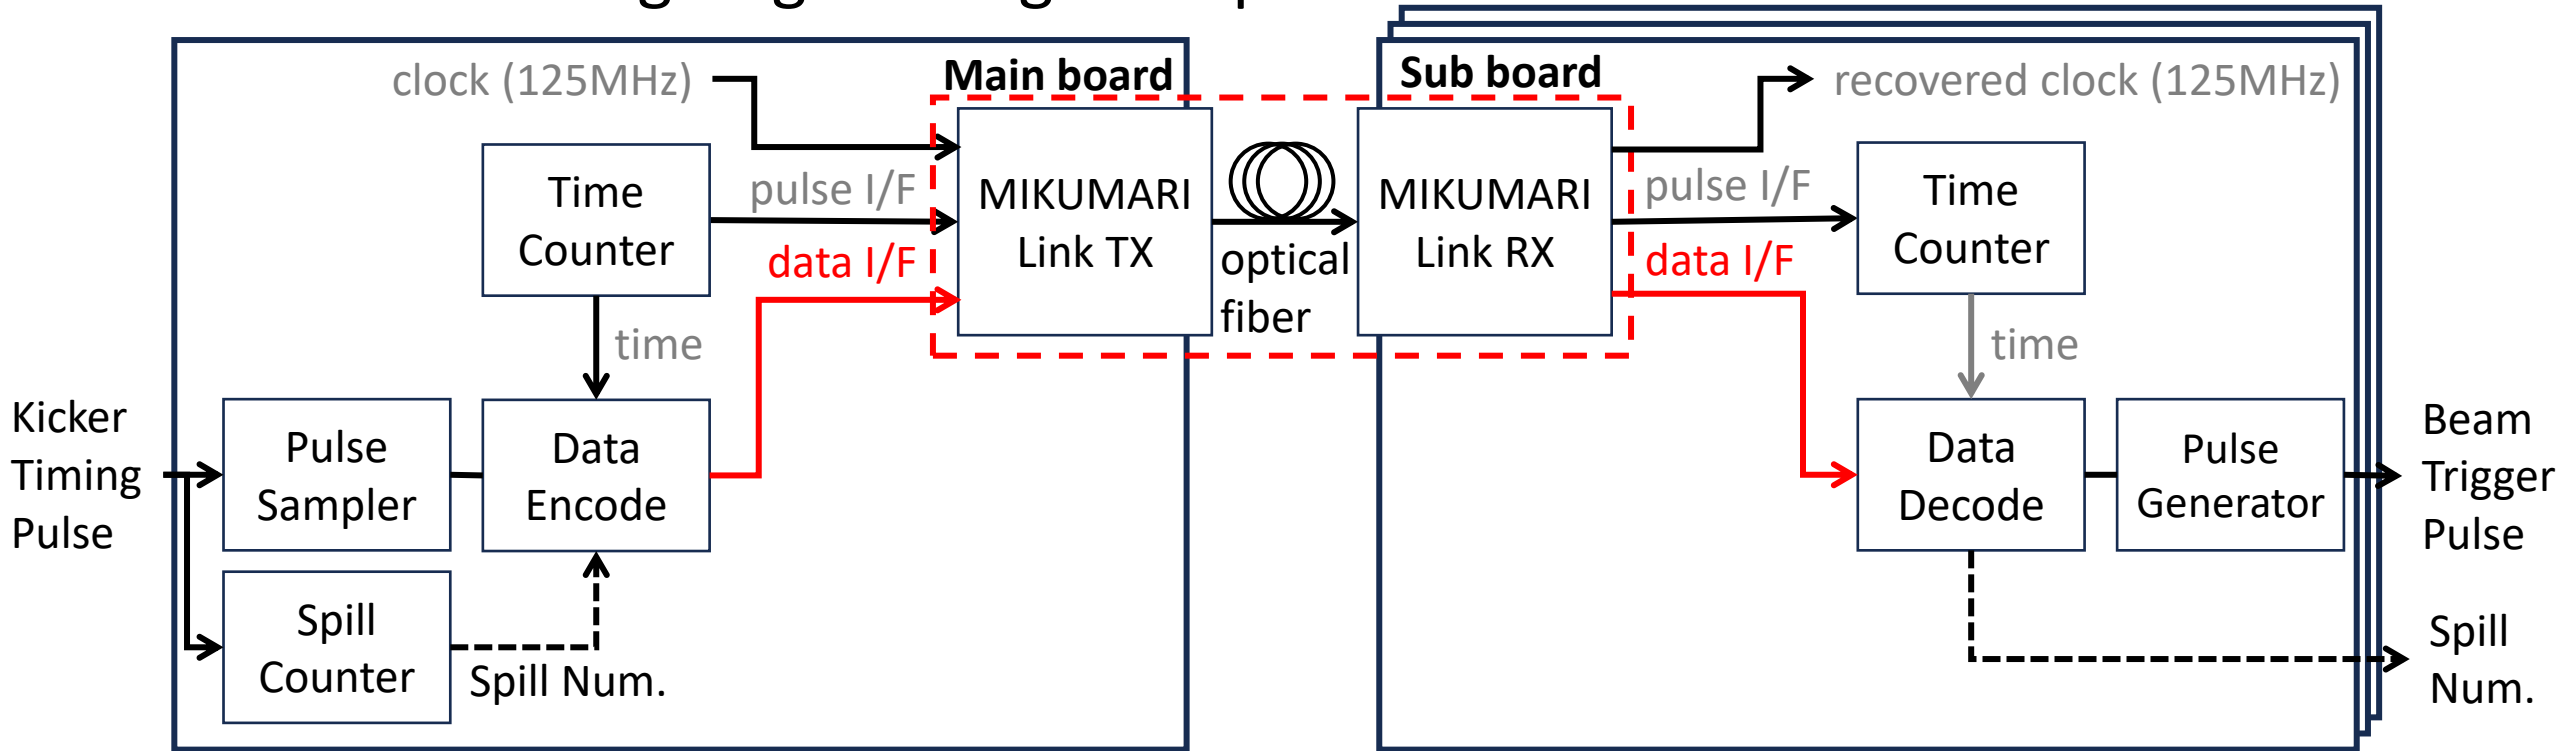 clock (125MHz)
Main board
Time
Counter
pulse I/F
data I/F
MIKUMARI
Link TX
time
Kicker
Timing
Pulse
Pulse
Sampler
Data
Encode
Spill
Counter
Spill Num.
optical
fiber
Sub board
recovered clock (125MHz)
MIKUMARI
Link RX
pulse I/F
data I/F
Time
Counter
time
Data
Decode
Pulse
Generator
Beam
Trigger
Pulse
Spill
Num.